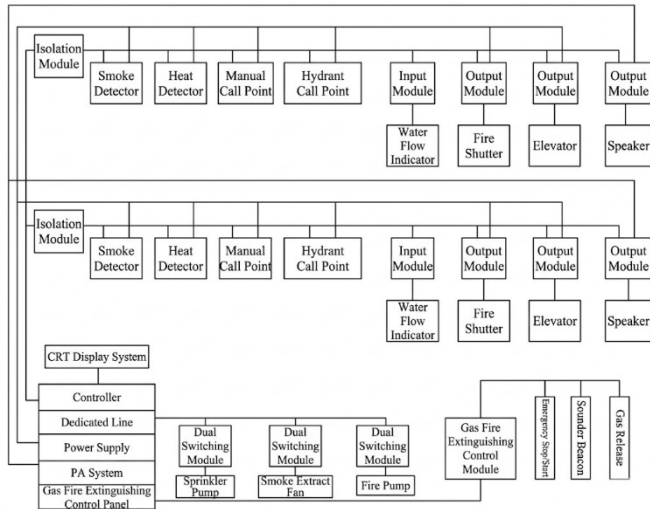 Isolation
Module
Smoke
Detector
Heat
Detector
Manual
Call Point
Hydrant
Call Point
Input
Module
Output
Module
Output
Module
Output
Module
Water
Flow
Indicator
Fire
Shutter
Elevator
Speaker
Isolation
Module
Smoke
Detector
Heat
Detector
Manual
Call Point
Hydrant
Call Point
Input
Module
Output
Module
Output
Module
Output
Module
Water
Flow
Indicator
Fire
Shutter
Elevator
Speaker
CRT Display System
Controller
Dedicated Line
Power Supply
PA System
Gas Fire Extinguishing
Control Panel
Dual
Switching
Module
Dual
Switching
Module
Dual
Switching
Module
Sprinkler
Pump
Smoke Extract
Fan
Fire Pump
Gas Fire
Extinguishing
Control
Module
Emergency Stop/Start
Sounder Beacon
Gas Release